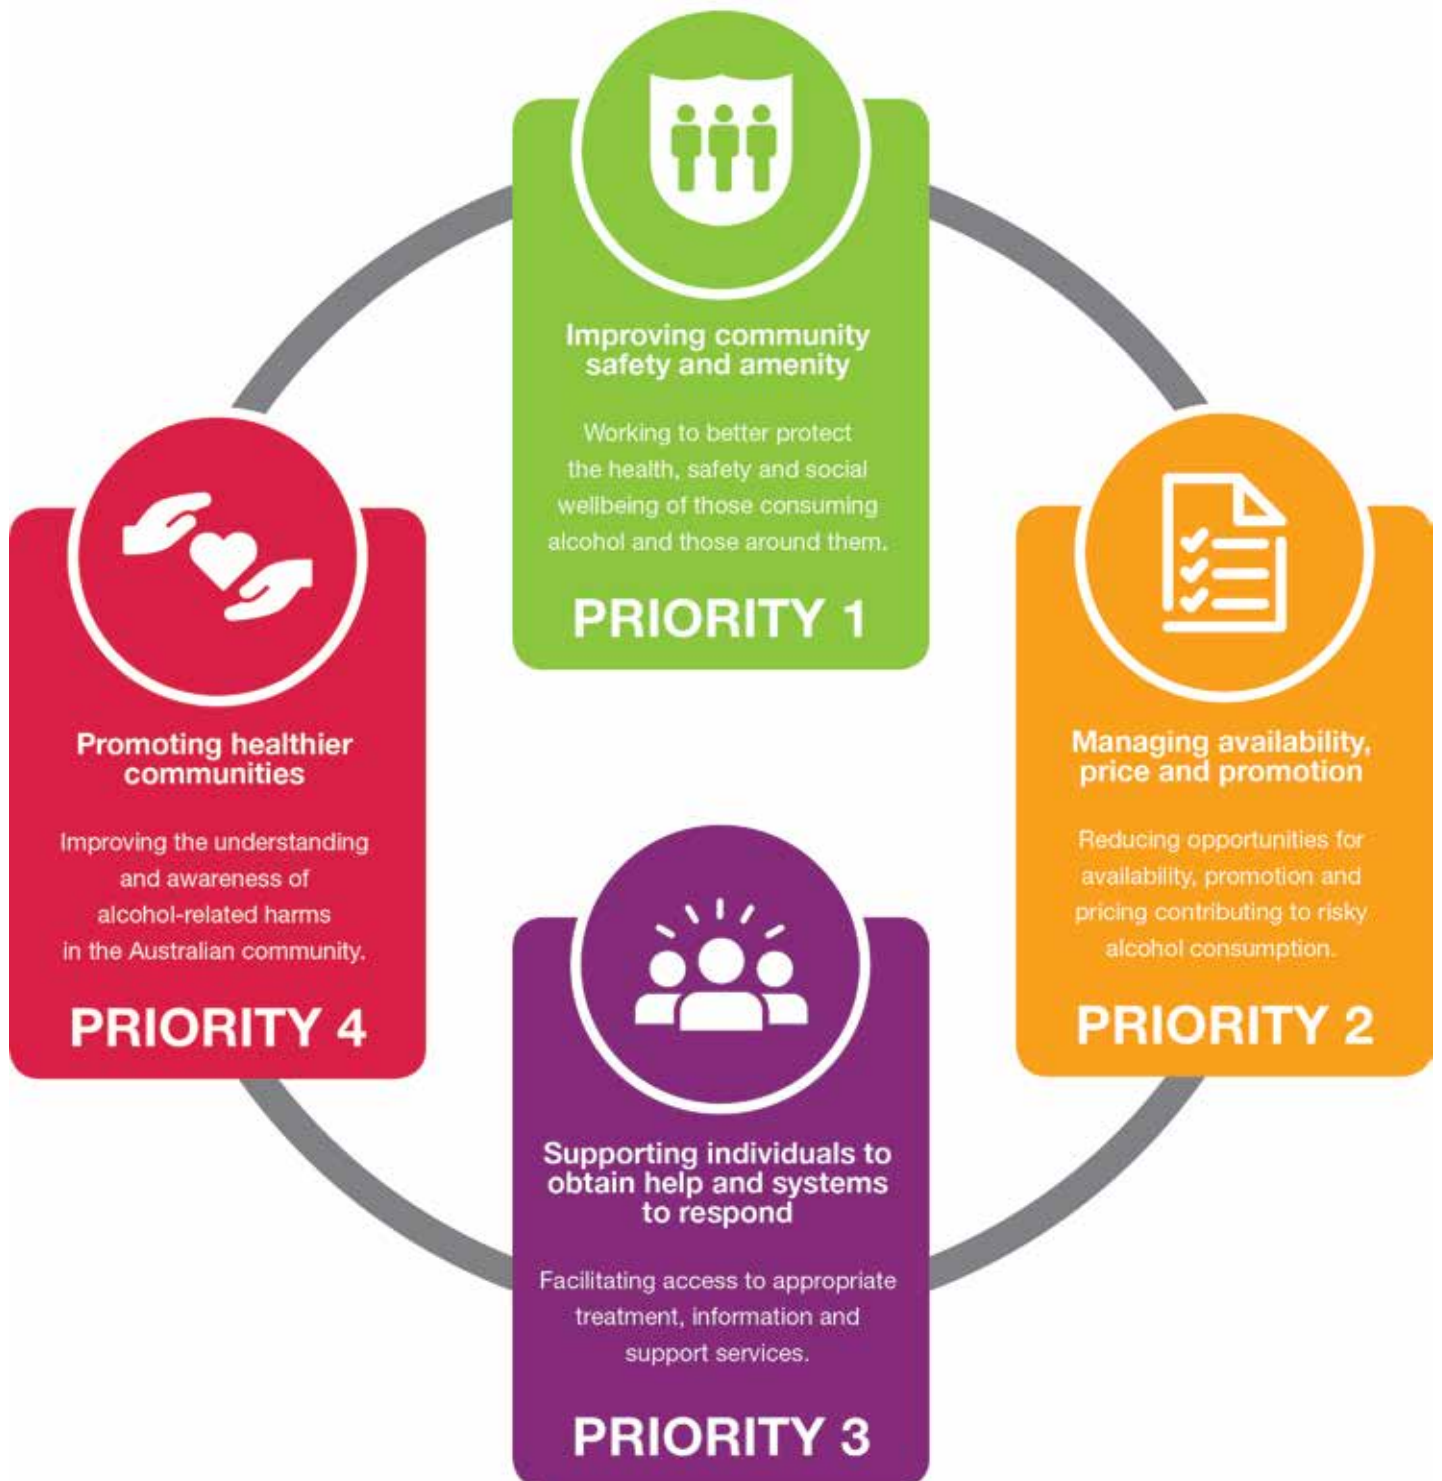 Improving community
safety and amenity
Working to better protect
the health, safety and social
wellbeing of those consuming
alcohol and those around them.
PRIORITY 1
Managing availability,
price and promotion
Reducing opportunities for
availability, promotion and
pricing contributing to risky
alcohol consumption.
PRIORITY 2
Supporting individuals to
obtain help and systems
to respond
Facilitating access to appropriate
treatment, information and
support services.
PRIORITY 3
Promoting healthier
communities
Improving the understanding
and awareness of
alcohol-related harms
in the Australian community.
PRIORITY 4